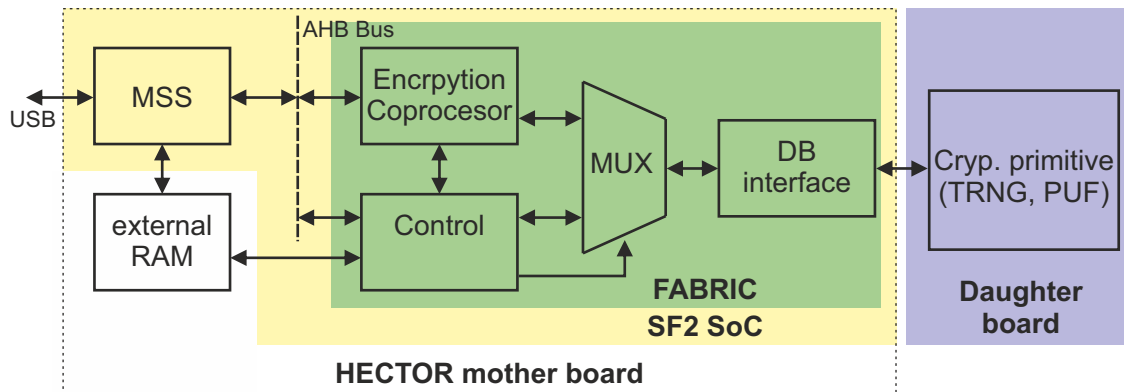 AHB Bus
USB
MSS
Encrpytion
Coprocesor
MUX
DB
interface
Cryp. primitive
(TRNG, PUF)
external
RAM
Control
FABRIC
SF2 SoC
Daughter
board
HECTOR mother board